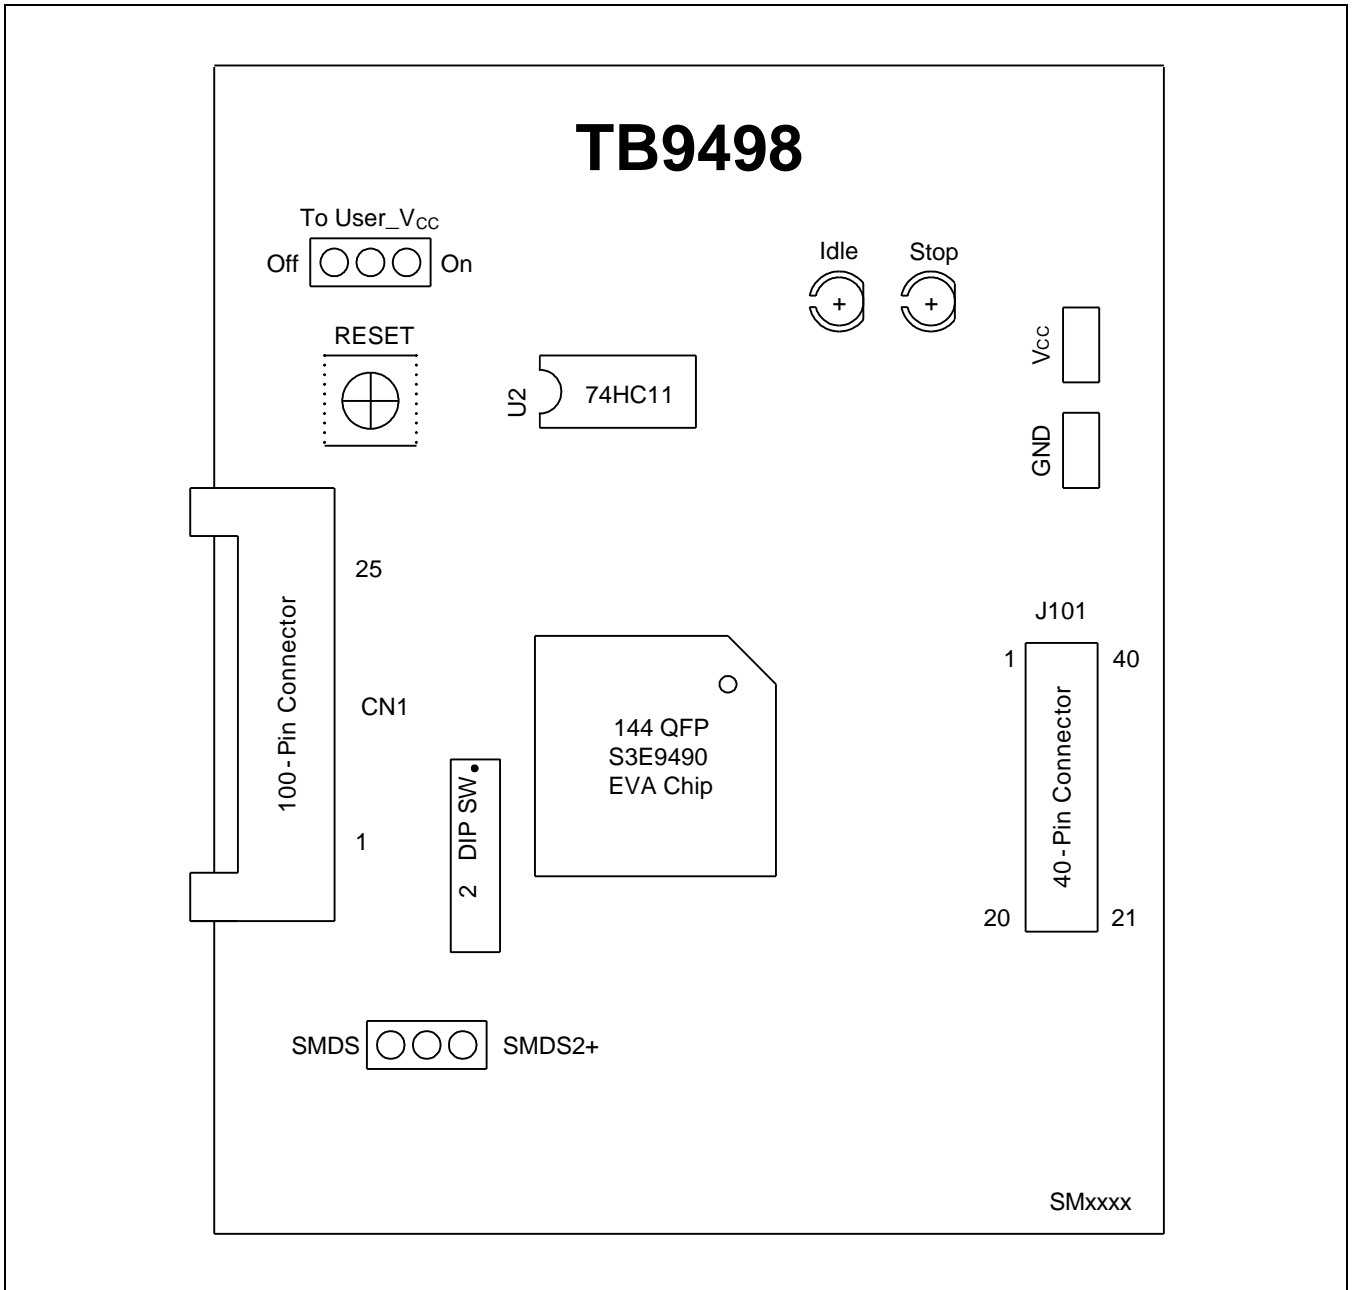 TB9498
To User_VCC
Off
On
Idle
Stop
RESET
VCC
U2
74HC11
GND
25
J101
1
40
100-Pin Connector
CN1
144 QFP
S3E9490
EVA Chip
40-Pin Connector
2 DIP SW
1
20
21
SMDS
SMDS2+
SMxxxx